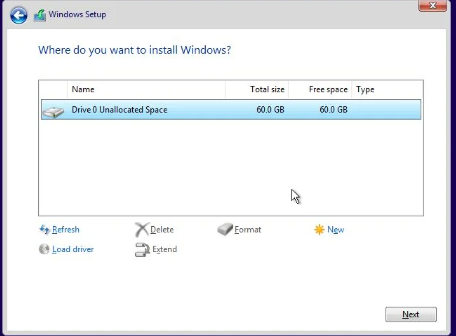 Windows Setup
Where do you want to install Windows?
Name Total size Free space Type
Drive 0 Unallocated Space 60.0 GB 60.0 GB
Refresh Delete Format New
Load driver Extend
Next